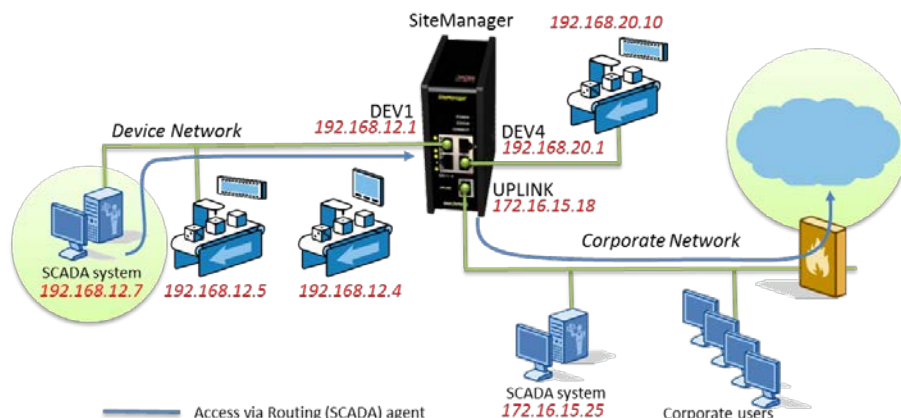 SiteManager
192.168.20.10
DEV1
192.168.12.1
Device Network
DEV4
192.168.20.1
UPLINK
172.16.15.18
Corporate Network
SCADA system
192.168.12.7
192.168.12.5
192.168.12.4
SCADA system
172.16.15.25
Corporate users
Access via Routing (SCADA) agent